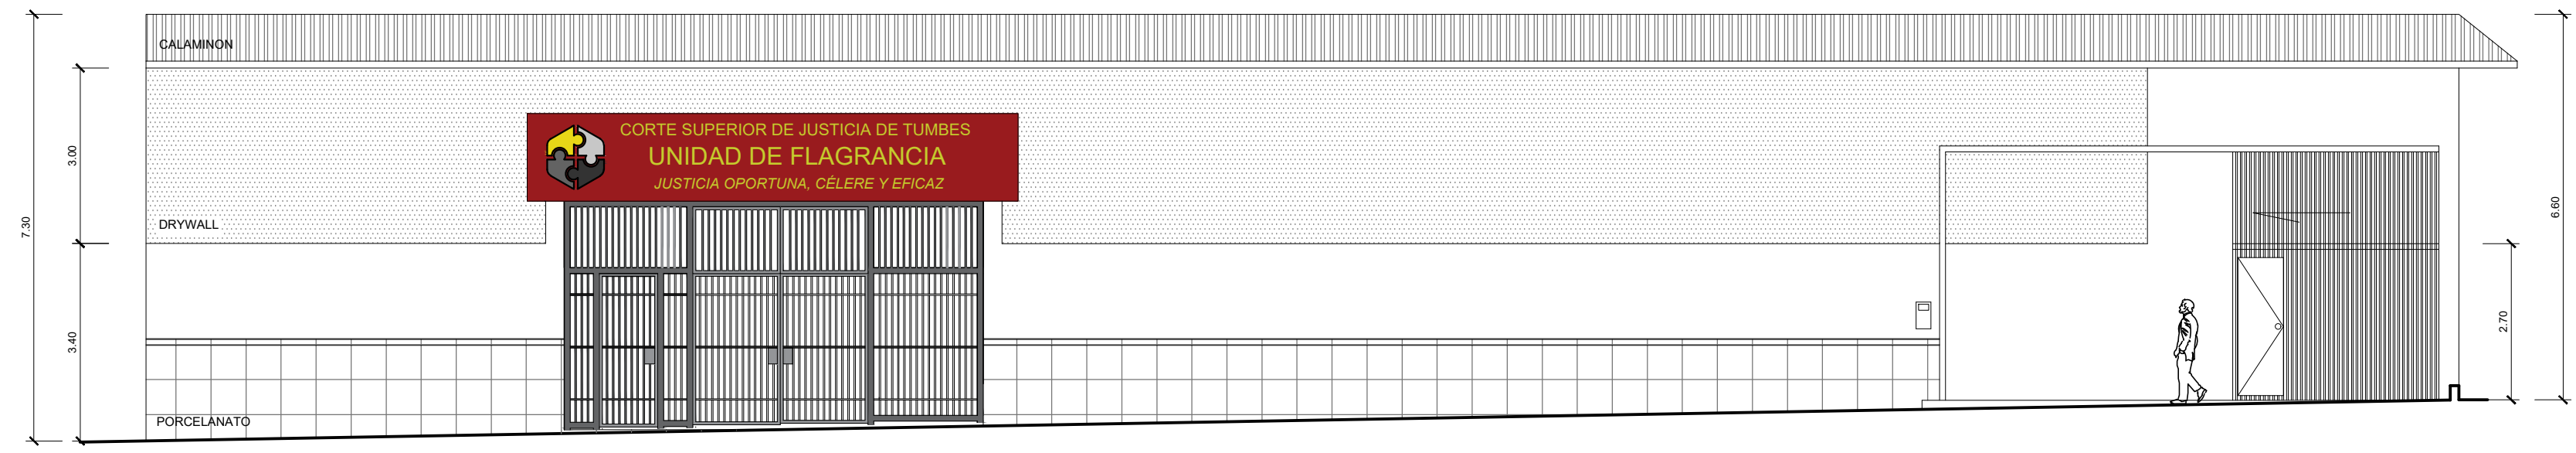 CALAMINON
CORTE SUPERIOR DE JUSTICIA DE TUMBES
UNIDAD DE FLAGRANCIA
JUSTICIA OPORTUNA, CÉLERE Y EFICAZ
DRYWALL
PORCELANATO
7.30
3.00
3.40
6.60
2.70